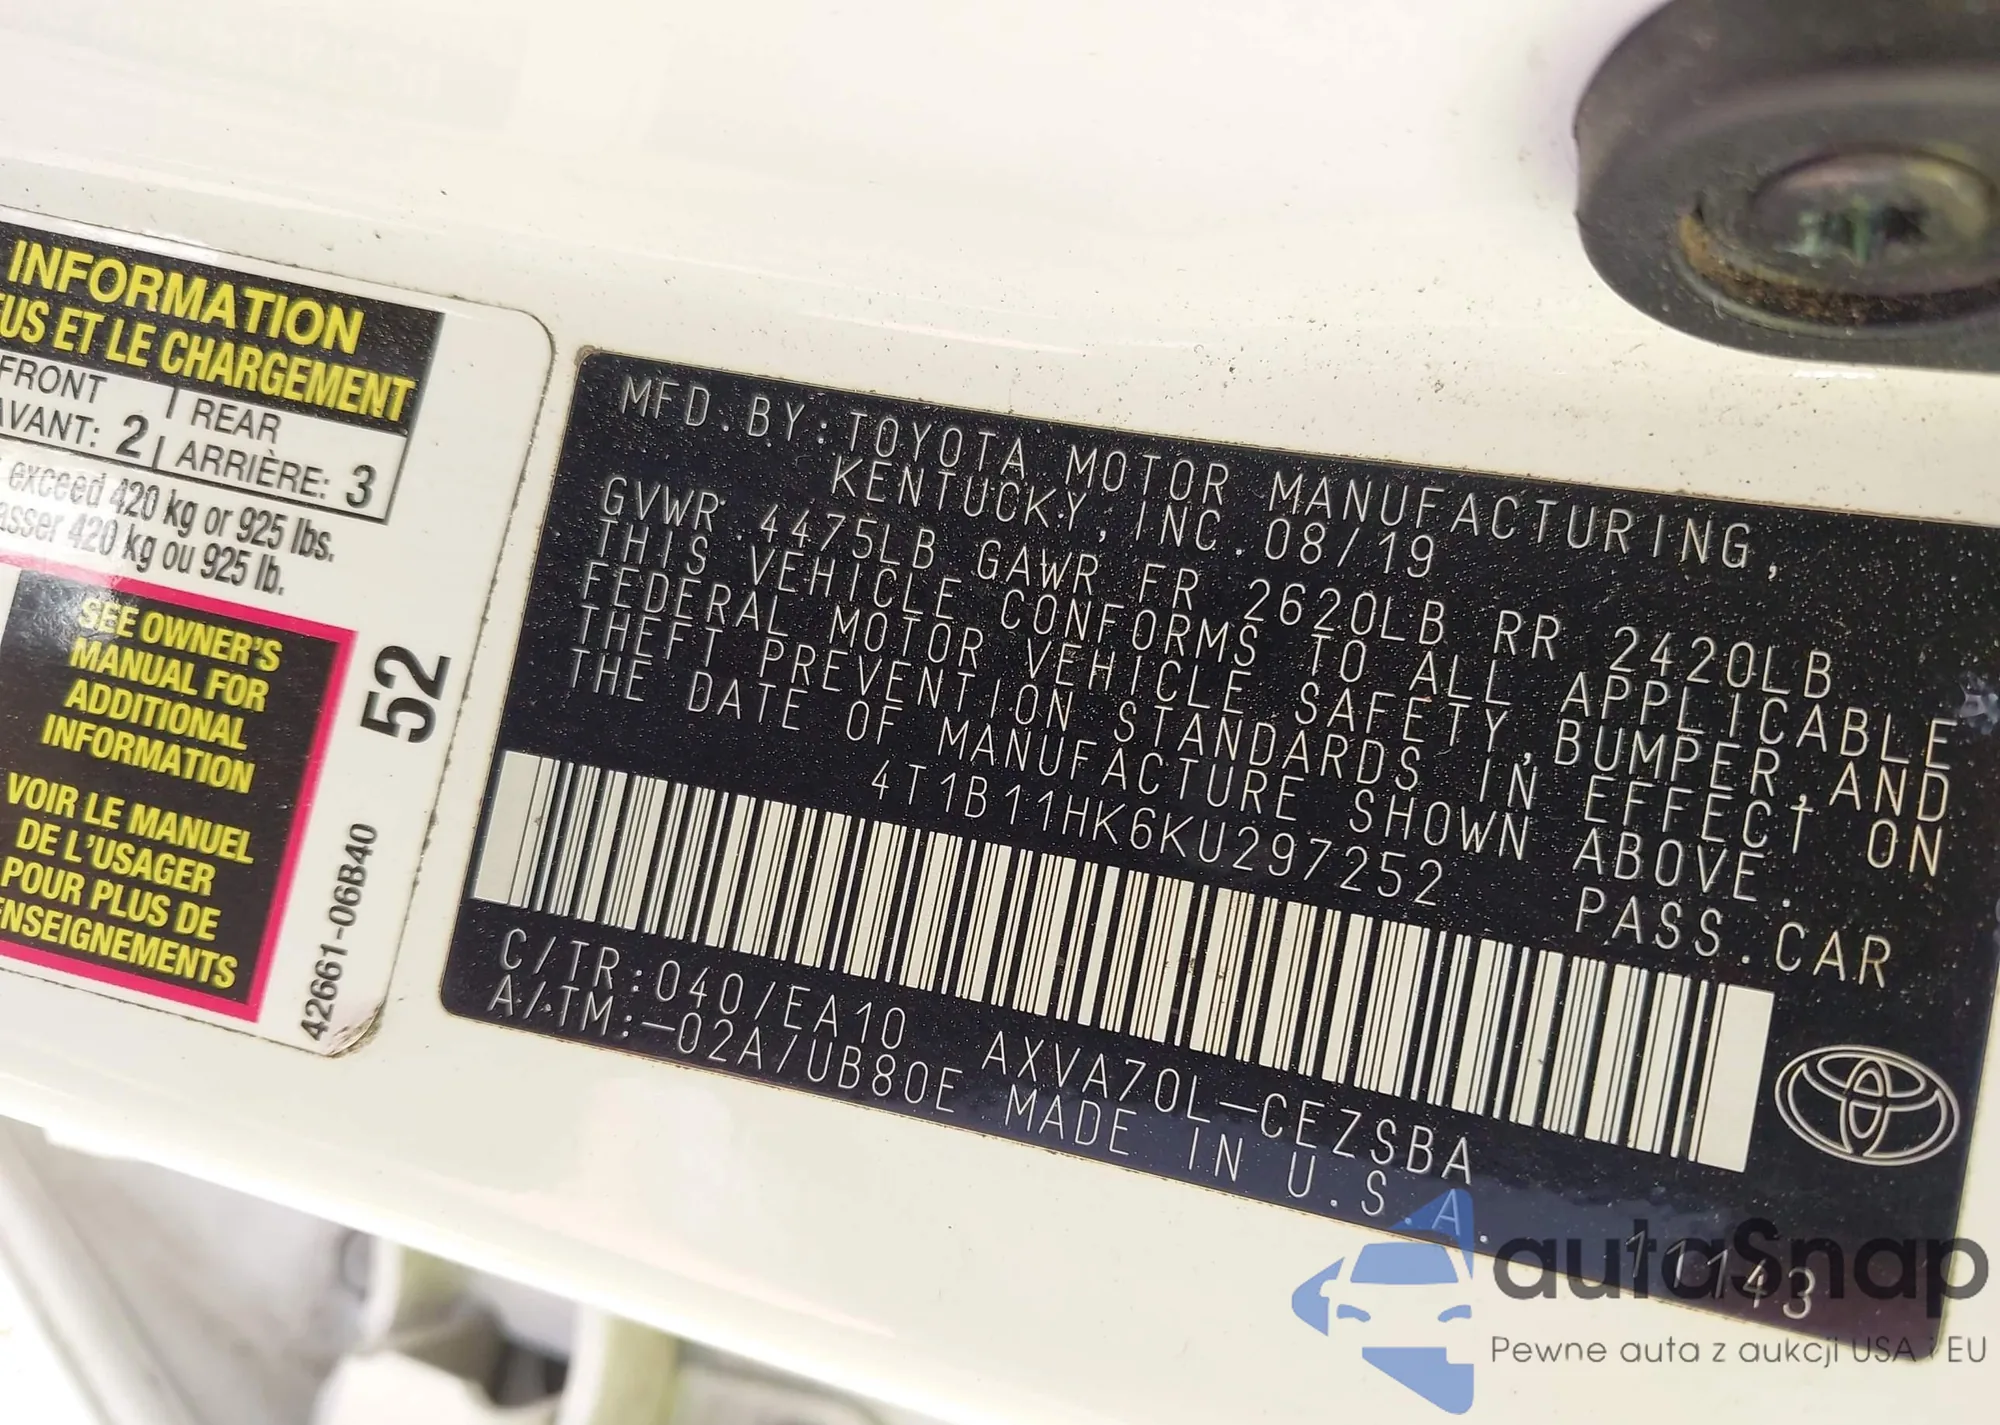 INFORMATION
EUS ET LE CHARGEMENT
FRONT
AVANT: 2
REAR
ARRIÈRE: 3
exceed 420 kg or 925 lbs.
asser 420 kg ou 925 lb.
SEE OWNER'S
MANUAL FOR
ADDITIONAL
INFORMATION
VOIR LE MANUEL
DE L'USAGER
POUR PLUS DE
ENSEIGNEMENTS
52
42661-06B40
MFD.BY:TOYOTA MOTOR MANUFACTURING,
KENTUCKY,INC.08/19
GVWR 4475LB GAWR FR 2620LB RR 2420LB
THIS VEHICLE CONFORMS TO ALL APPLICABLE
FEDERAL MOTOR VEHICLE SAFETY,BUMPER,AND
THEFT PREVENTION STANDARDS IN EFFECT ON
THE DATE OF MANUFACTURE SHOWN ABOVE.
4T1B11HK6KU297252 PASS.CAR
C/TR:040/EA10 AXVA70L-CEZSBA
A/TM:-02A/UB80E MADE IN U.S.A.
11143
autaSnap
Pewne auta z aukcji USA i EU